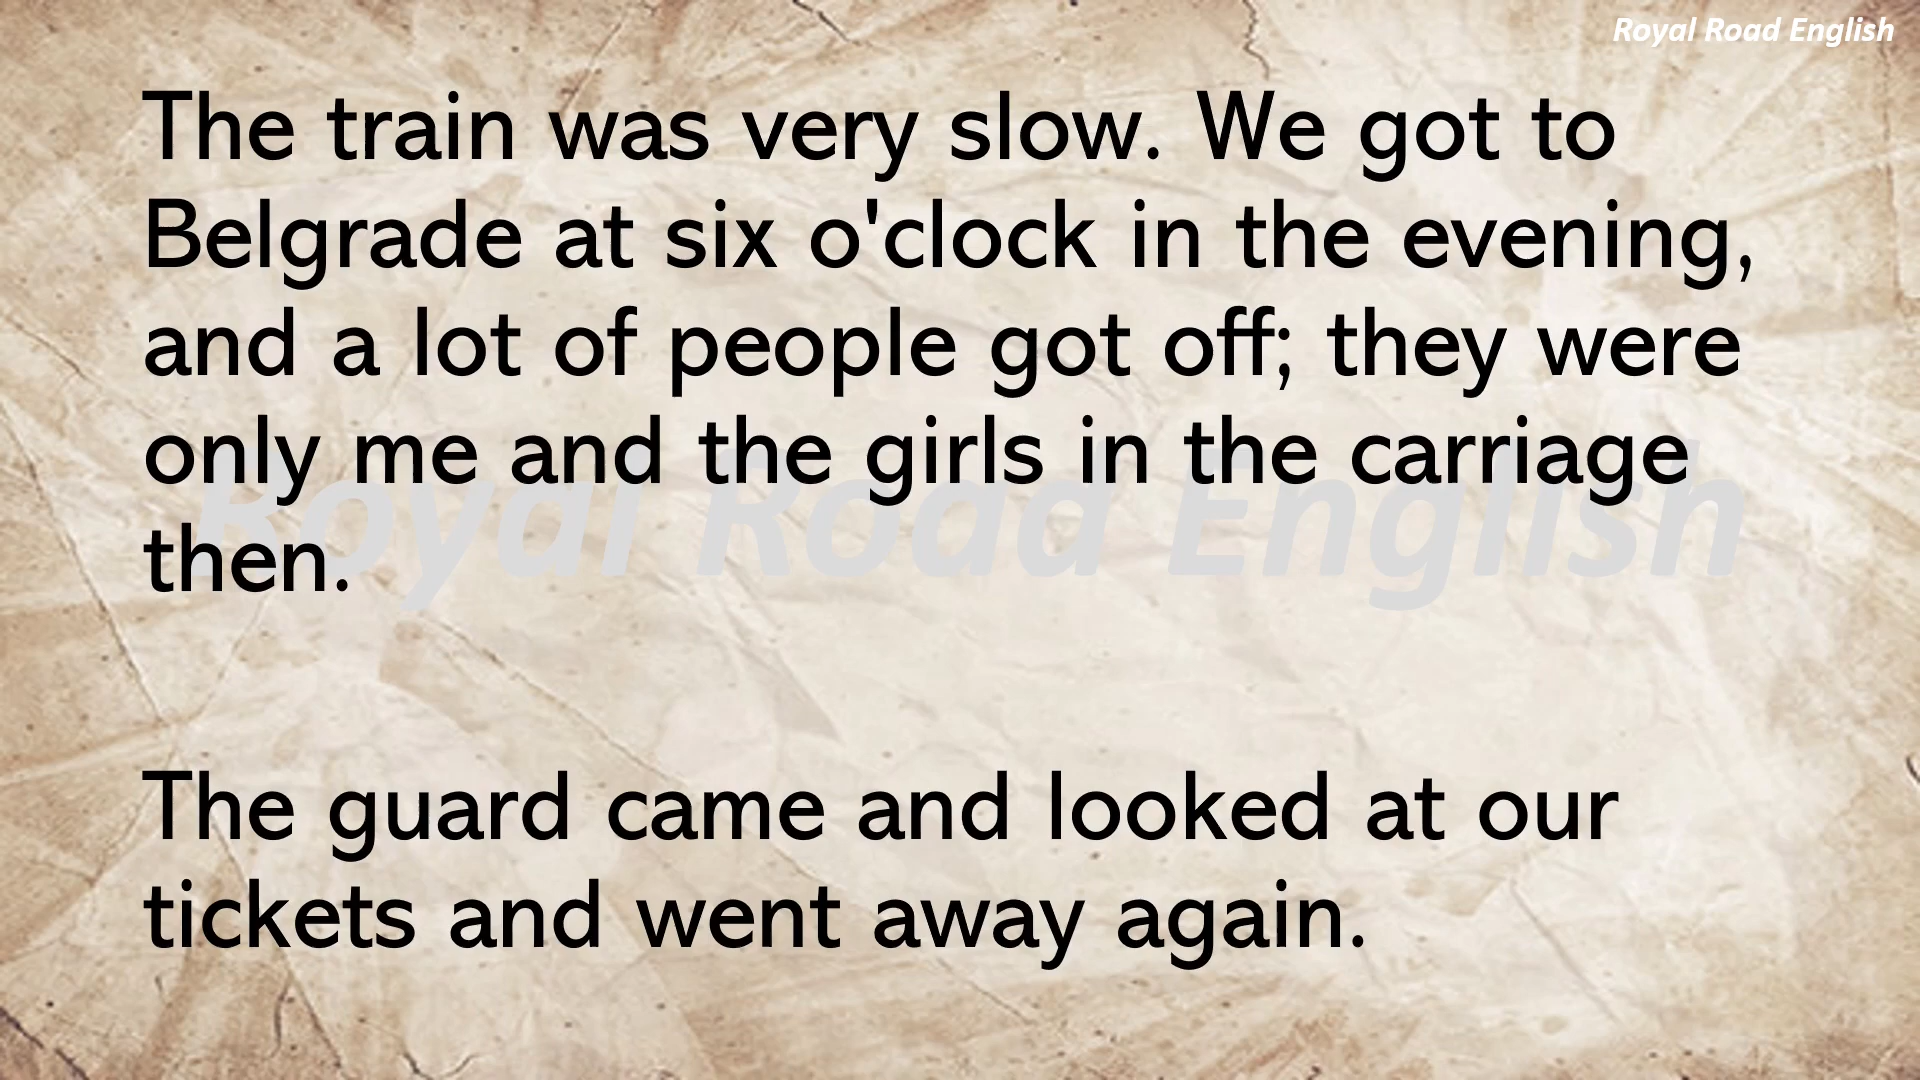 Royal Road English
The train was very slow. We got to
Belgrade at six o'clock in the evening,
and a lot of people got off; they were
only me and the girls in the carriage
then.
Royal Road English
The guard came and looked at our
tickets and went away again.